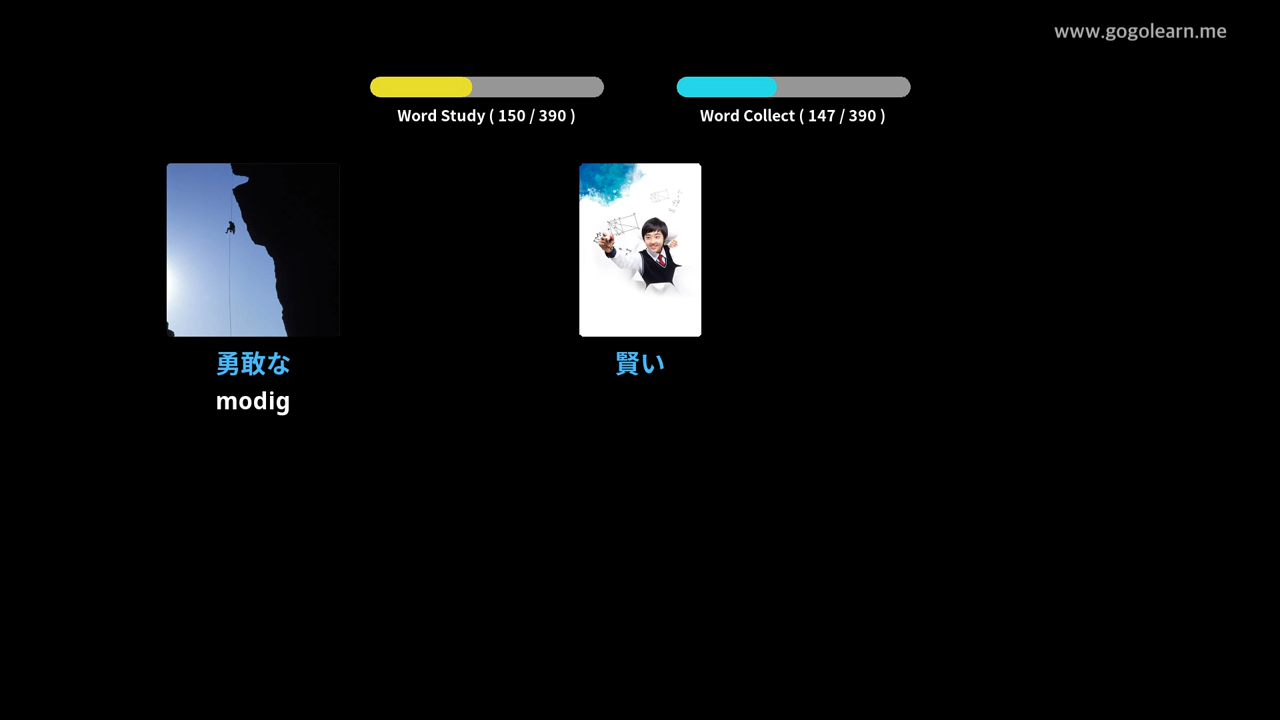 www.gogolearn.me
Word Study ( 150 / 390 )
Word Collect ( 147 / 390 )
勇敢な
modig
賢い